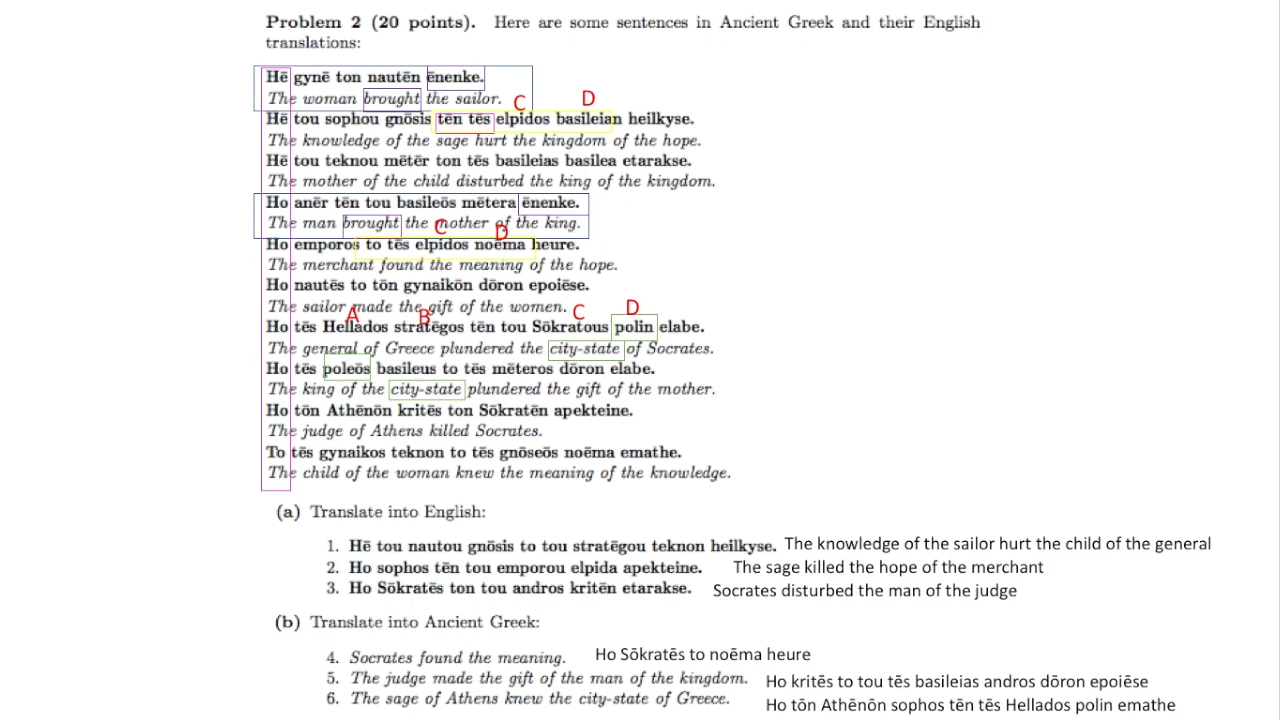 Problem 2 (20 points). Here are some sentences in Ancient Greek and their English
translations:
Hē gynē ton nautēn ēnenke.
The woman brought the sailor.
C D
Hē tou sophou gnōsis tēn tēs elpidos basileian heilkyse.
The knowledge of the sage hurt the kingdom of the hope.
Hē tou teknou mētēr ton tēs basileias basilea etarakse.
The mother of the child disturbed the king of the kingdom.
Ho anēr tēn tou basileōs mētera ēnenke.
The man brought the mother of the king.
C D
Ho emporos to tēs elpidos noēma heure.
The merchant found the meaning of the hope.
Ho nautēs to tōn gynaikōn dōron epoiēse.
The sailor made the gift of the women.
A B C D
Ho tēs Hellados stratēgos tēn tou Sōkratous polin elabe.
The general of Greece plundered the city-state of Socrates.
Ho tēs poleōs basileus to tēs mēteros dōron elabe.
The king of the city-state plundered the gift of the mother.
Ho tōn Athēnōn kritēs ton Sōkratēn apekteine.
The judge of Athens killed Socrates.
To tēs gynaikos teknon to tēs gnōseōs noēma emathe.
The child of the woman knew the meaning of the knowledge.
(a) Translate into English:
1. Hē tou nautou gnōsis to tou stratēgou teknon heilkyse. The knowledge of the sailor hurt the child of the general
2. Ho sophos tēn tou emporou elpida apekteine. The sage killed the hope of the merchant
3. Ho Sōkratēs ton tou andros kritēn etarakse. Socrates disturbed the man of the judge
(b) Translate into Ancient Greek:
4. Socrates found the meaning. Ho Sōkratēs to noēma heure
5. The judge made the gift of the man of the kingdom. Ho kritēs to tou tēs basileias andros dōron epoiēse
6. The sage of Athens knew the city-state of Greece. Ho tōn Athēnōn sophos tēn tēs Hellados polin emathe